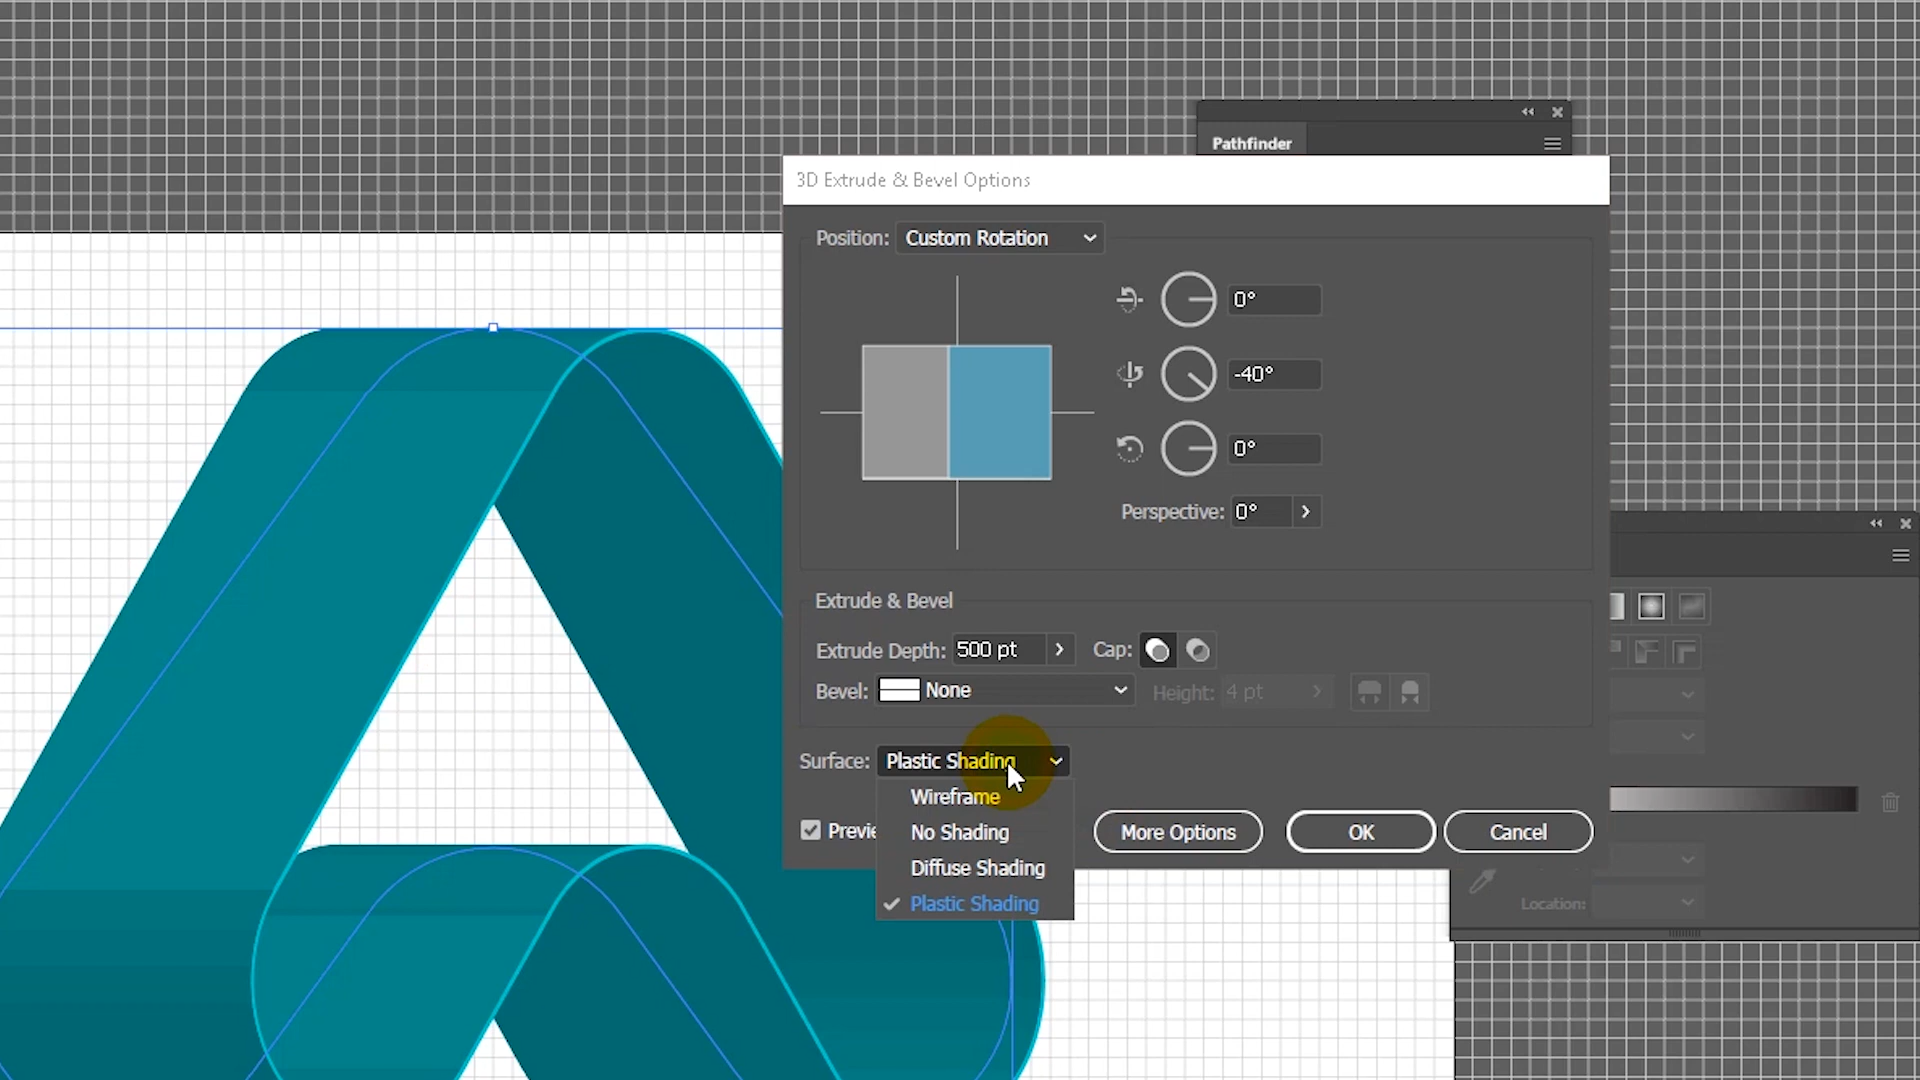 Pathfinder
3D Extrude & Bevel Options
Position: Custom Rotation
0°
-40°
0°
Perspective: 0°
Extrude & Bevel
Extrude Depth: 500 pt Cap:
Bevel: None Height: 4 pt
Surface: Plastic Shading
Wireframe
Previe No Shading More Options OK Cancel
Diffuse Shading
Plastic Shading Location: